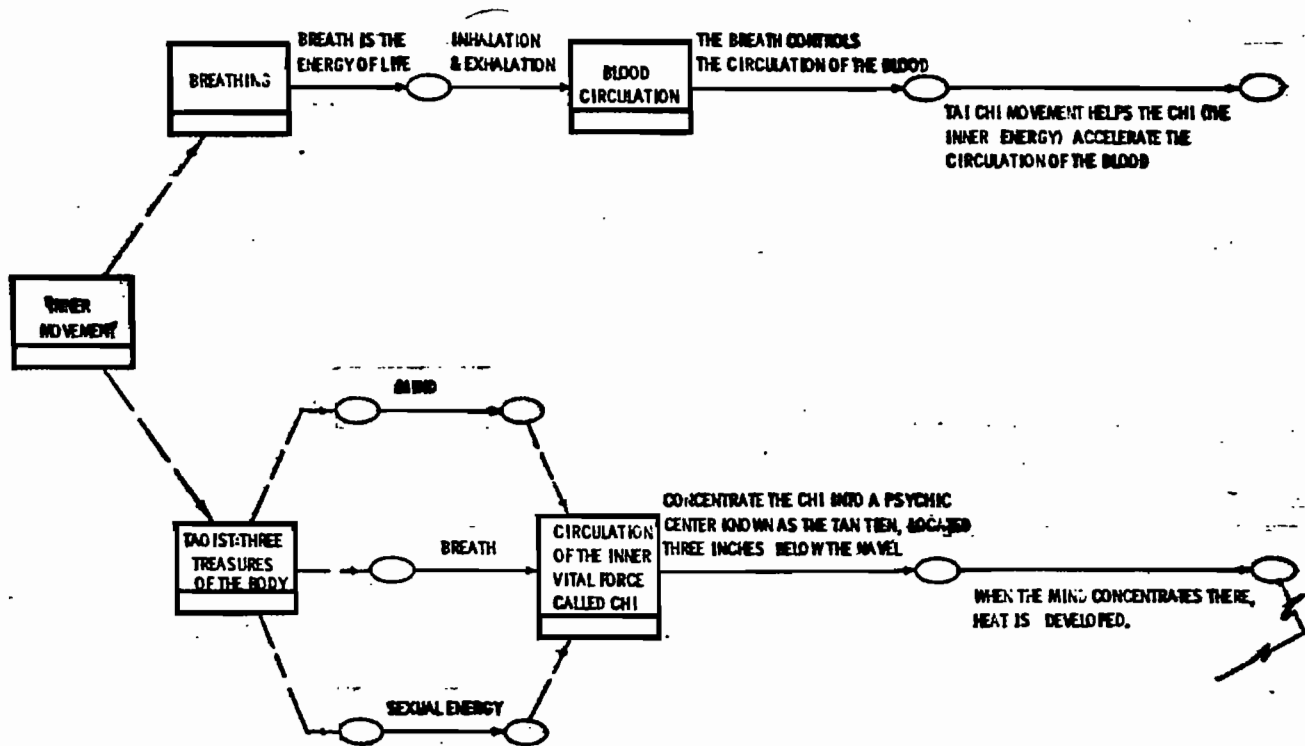 BREATHING
BREATH IS THE
ENERGY OF LIFE
INHALATION
& EXHALATION
BLOOD
CIRCULATION
THE BREATH CONTROLS
THE CIRCULATION OF THE BLOOD
TAI CHI MOVEMENT HELPS THE CHI (THE
INNER ENERGY) ACCELERATE THE
CIRCULATION OF THE BLOOD
INNER
MOVEMENT
MIND
TAOIST:THREE
TREASURES
OF THE BODY
BREATH
CIRCULATION
OF THE INNER
VITAL FORCE
CALLED CHI
CONCENTRATE THE CHI INTO A PSYCHIC
CENTER KNOWN AS THE TAN TIEN, LOCATED
THREE INCHES BELOW THE NAVEL
WHEN THE MIND CONCENTRATES THERE,
HEAT IS DEVELOPED.
SEXUAL ENERGY